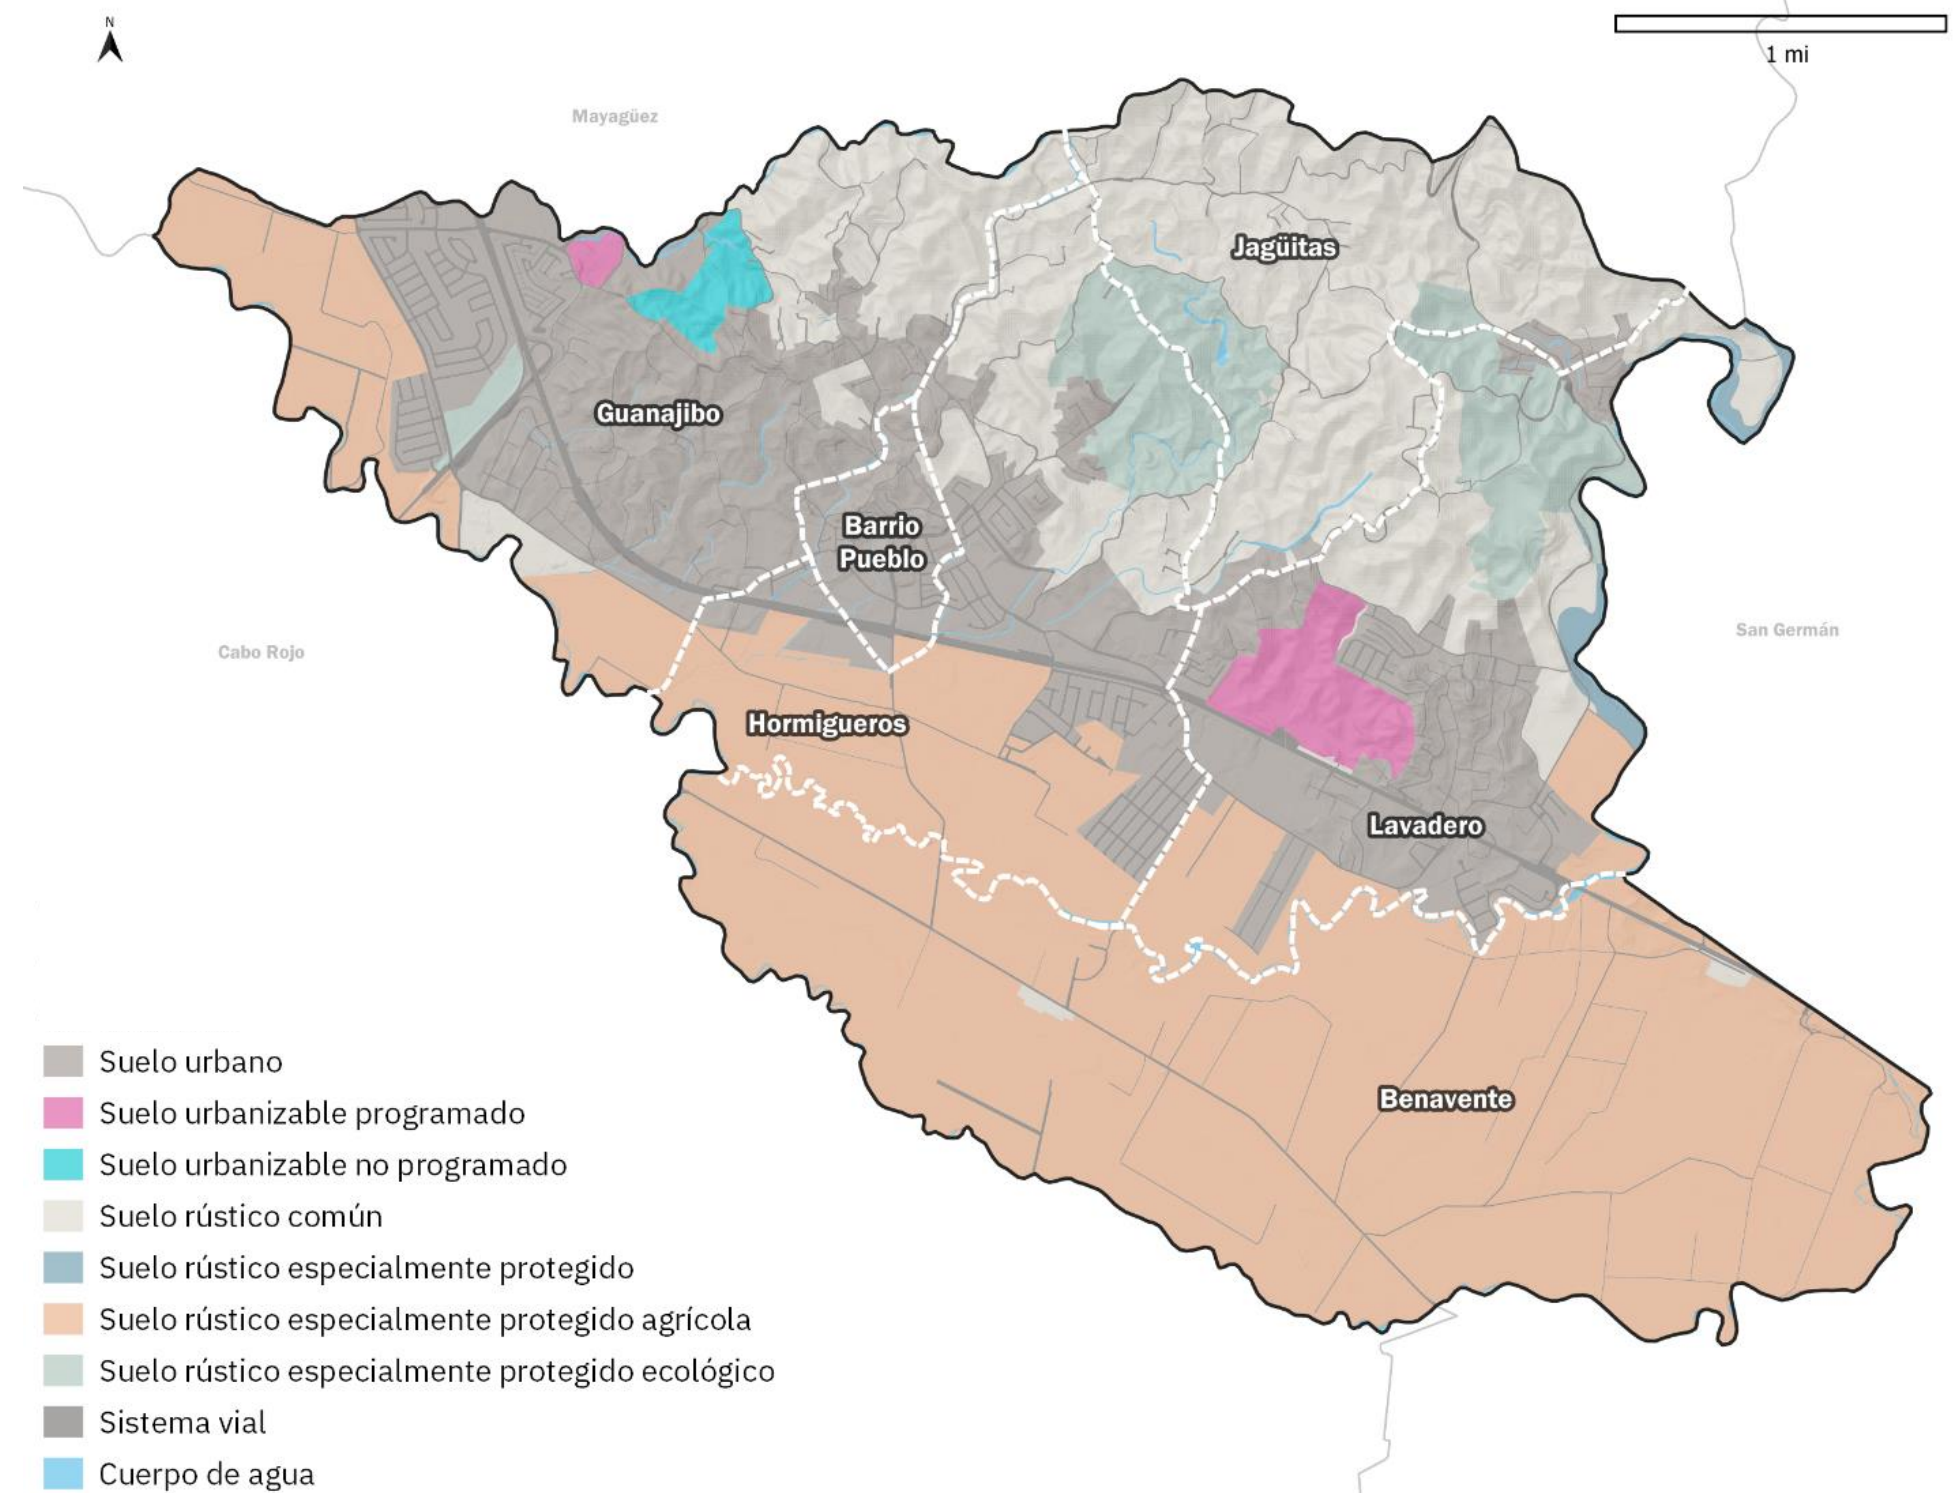 N
1 mi
Mayagüez
Jagüitas
Guanajibo
Barrio
Pueblo
San Germán
Cabo Rojo
Hormigueros
Lavadero
Benavente
Suelo urbano
Suelo urbanizable programado
Suelo urbanizable no programado
Suelo rústico común
Suelo rústico especialmente protegido
Suelo rústico especialmente protegido agrícola
Suelo rústico especialmente protegido ecológico
Sistema vial
Cuerpo de agua